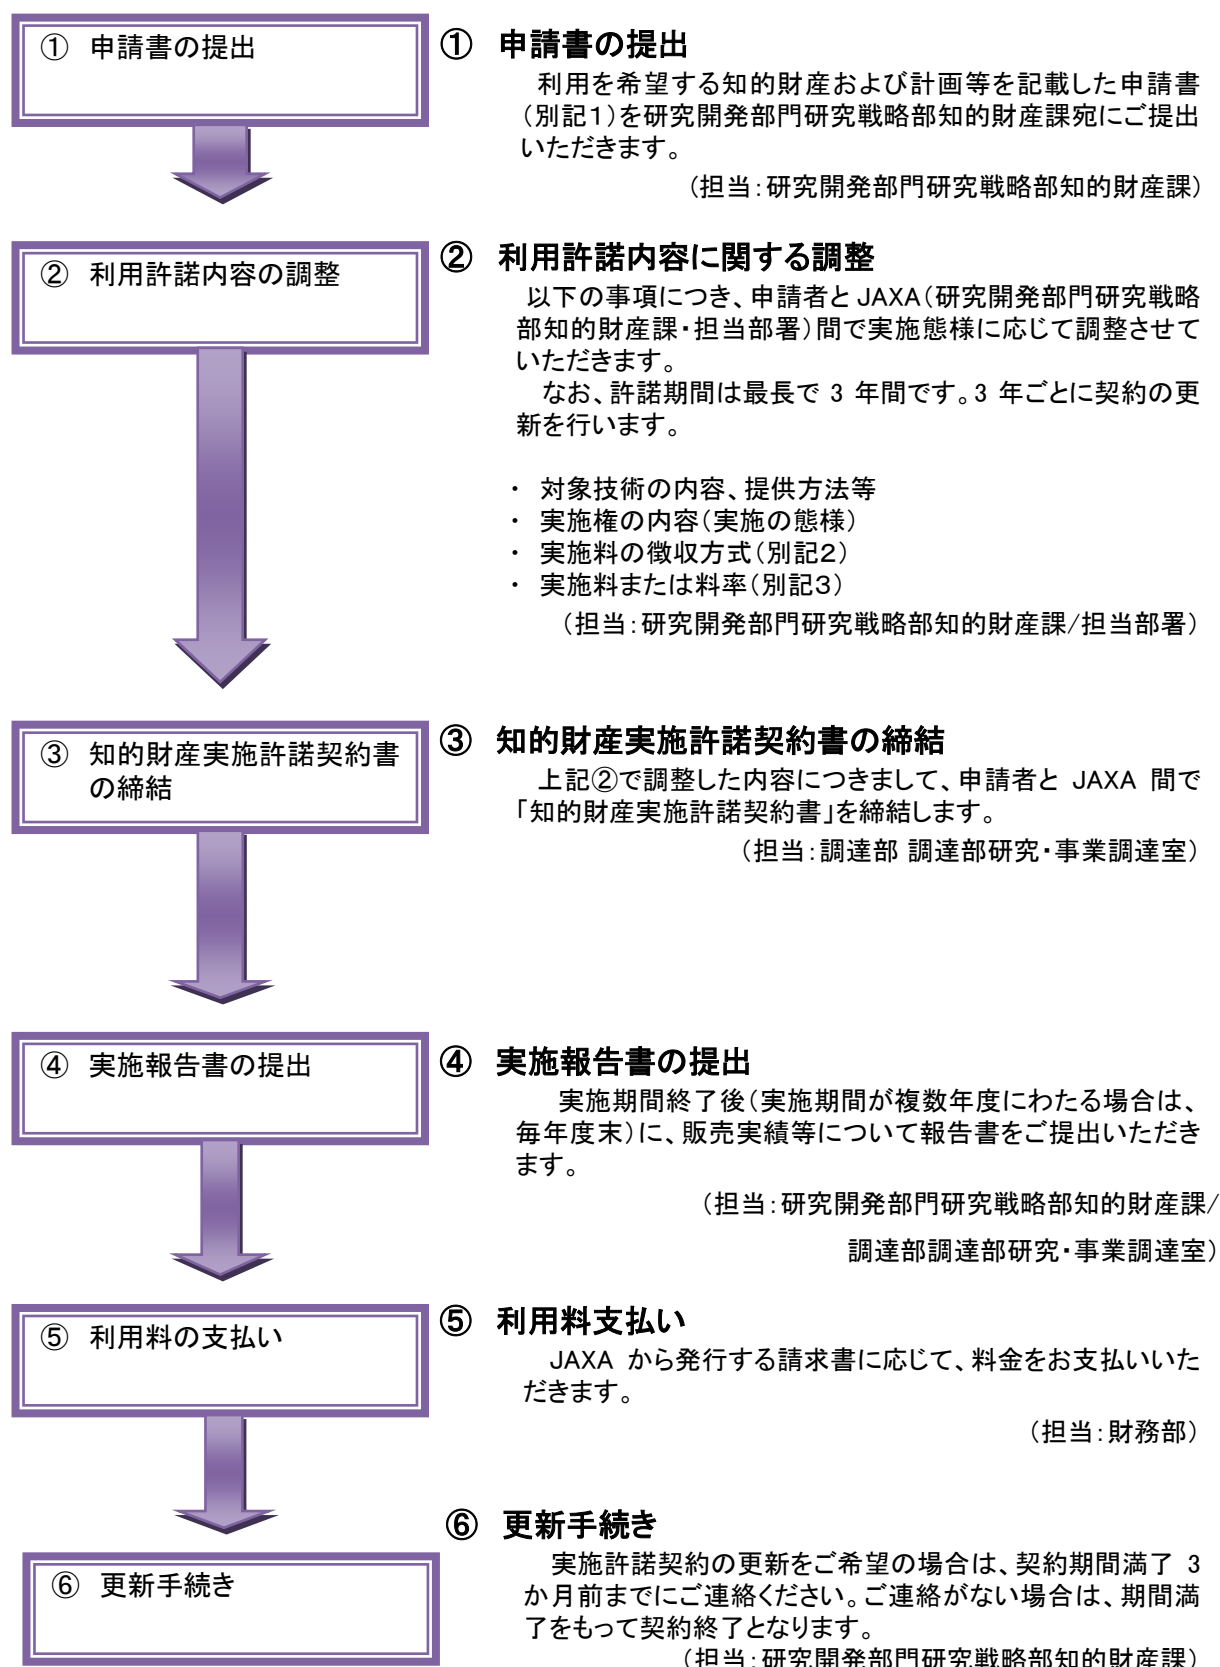 ① 申請書の提出
① 申請書の提出
利用を希望する知的財産および計画等を記載した申請書
（別記１）を研究開発部門研究戦略部知的財産課宛にご提出
いただきます。
（担当：研究開発部門研究戦略部知的財産課）
② 利用許諾内容の調整
② 利用許諾内容に関する調整
以下の事項につき、申請者と JAXA（研究開発部門研究戦略
部知的財産課・担当部署）間で実施態様に応じて調整させて
いただきます。
なお、許諾期間は最長で 3 年間です。3 年ごとに契約の更
新を行います。
・ 対象技術の内容、提供方法等
・ 実施権の内容（実施の態様）
・ 実施料の徴収方式（別記２）
・ 実施料または料率（別記３）
（担当：研究開発部門研究戦略部知的財産課/担当部署）
③ 知的財産実施許諾契約書
の締結
③ 知的財産実施許諾契約書の締結
上記②で調整した内容につきまして、申請者と JAXA 間で
「知的財産実施許諾契約書」を締結します。
（担当：調達部 調達部研究・事業調達室）
④ 実施報告書の提出
④ 実施報告書の提出
実施期間終了後（実施期間が複数年度にわたる場合は、
毎年度末）に、販売実績等について報告書をご提出いただき
ます。
（担当：研究開発部門研究戦略部知的財産課/
調達部調達部研究・事業調達室）
⑤ 利用料の支払い
⑤ 利用料支払い
JAXA から発行する請求書に応じて、料金をお支払いいた
だきます。
（担当：財務部）
⑥ 更新手続き
⑥ 更新手続き
実施許諾契約の更新をご希望の場合は、契約期間満了 3
か月前までにご連絡ください。ご連絡がない場合は、期間満
了をもって契約終了となります。
（担当：研究開発部門研究戦略部知的財産課）